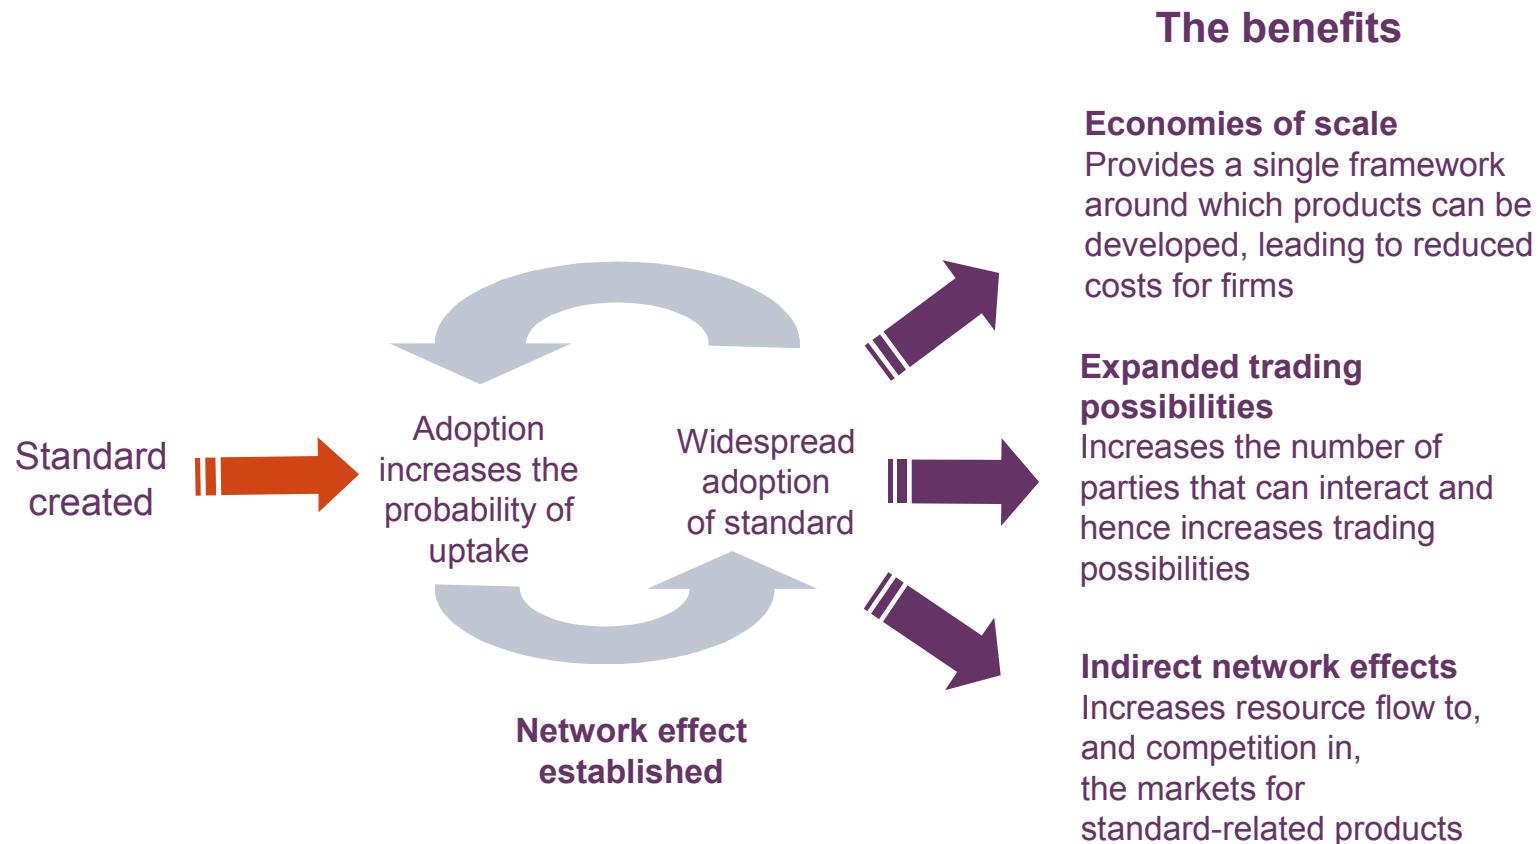 The benefits
Standard
created
Adoption
increases the
probability of
uptake
Widespread
adoption
of standard
Network effect
established
Economies of scale
Provides a single framework
around which products can be
developed, leading to reduced
costs for firms
Expanded trading
possibilities
Increases the number of
parties that can interact and
hence increases trading
possibilities
Indirect network effects
Increases resource flow to,
and competition in,
the markets for
standard-related products